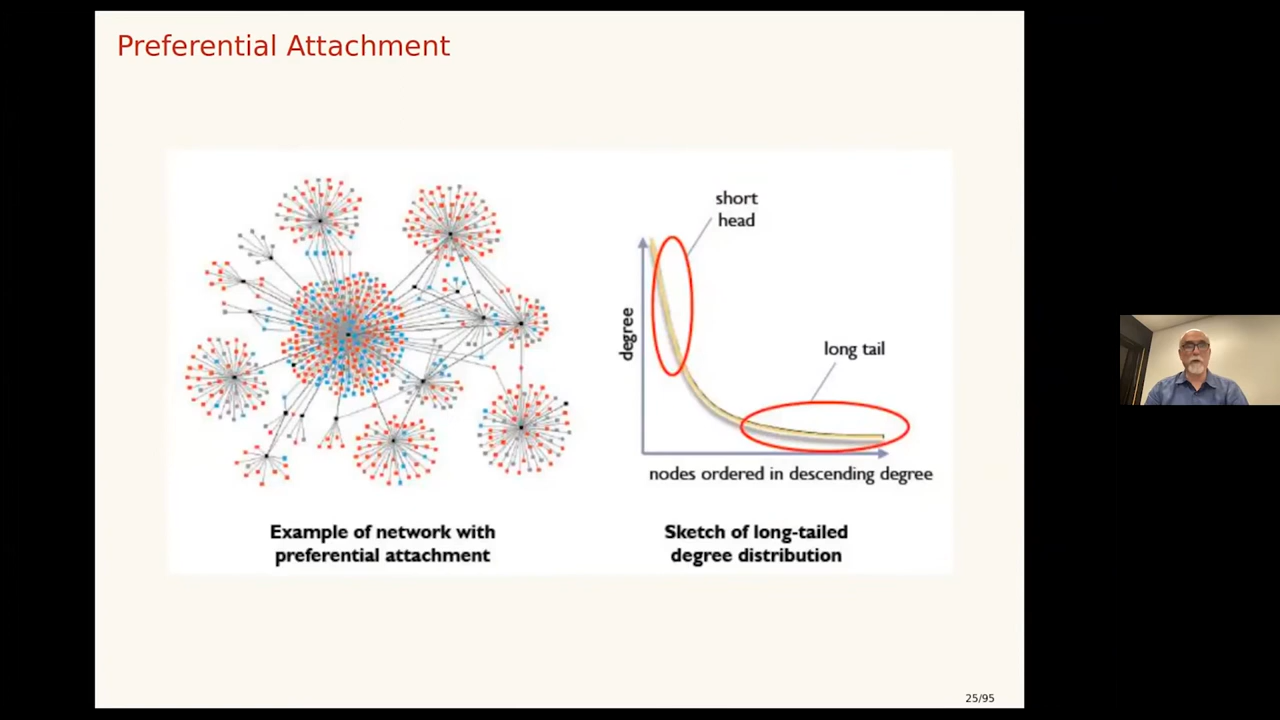 Preferential Attachment
short
head
degree
long tail
nodes ordered in descending degree
Example of network with
preferential attachment
Sketch of long-tailed
degree distribution
25/95